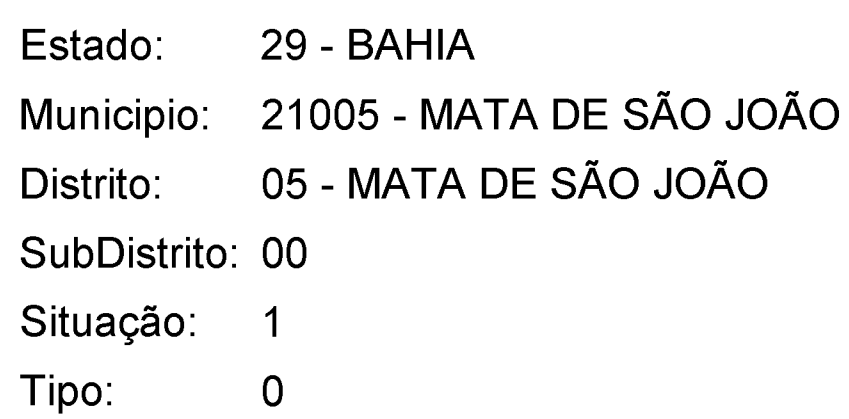 Estado: 29 - BAHIA
Municipio: 21005 - MATA DE SÃO JOÃO
Distrito: 05 - MATA DE SÃO JOÃO
SubDistrito: 00
Situação: 1
Tipo: 0